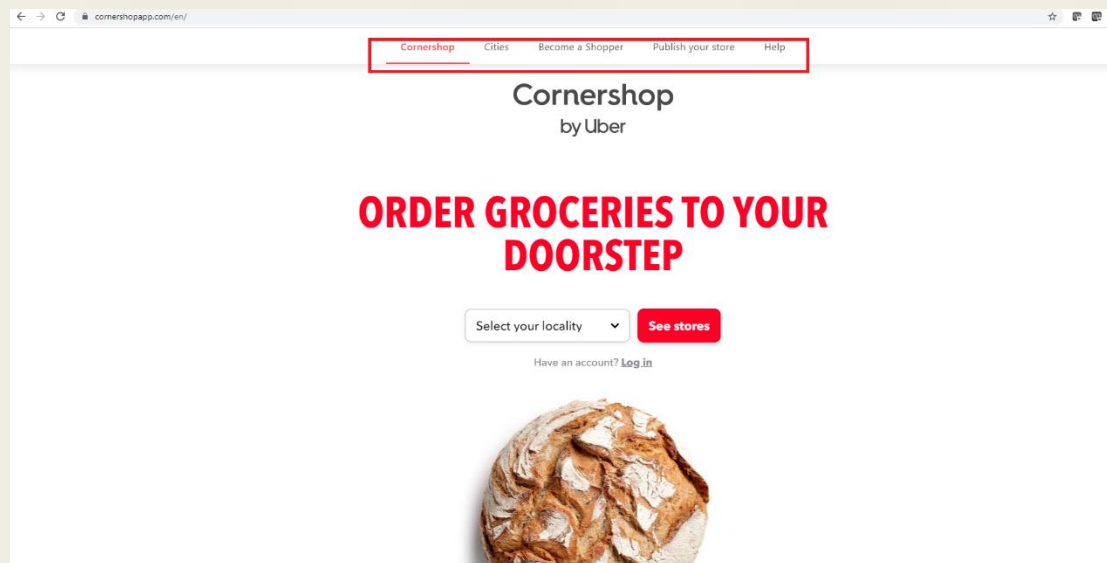 cornershopapp.com/en/
Cornershop Cities Become a Shopper Publish your store Help
Cornershop
by Uber
ORDER GROCERIES TO YOUR
DOORSTEP
Select your locality See stores
Have an account? Log in